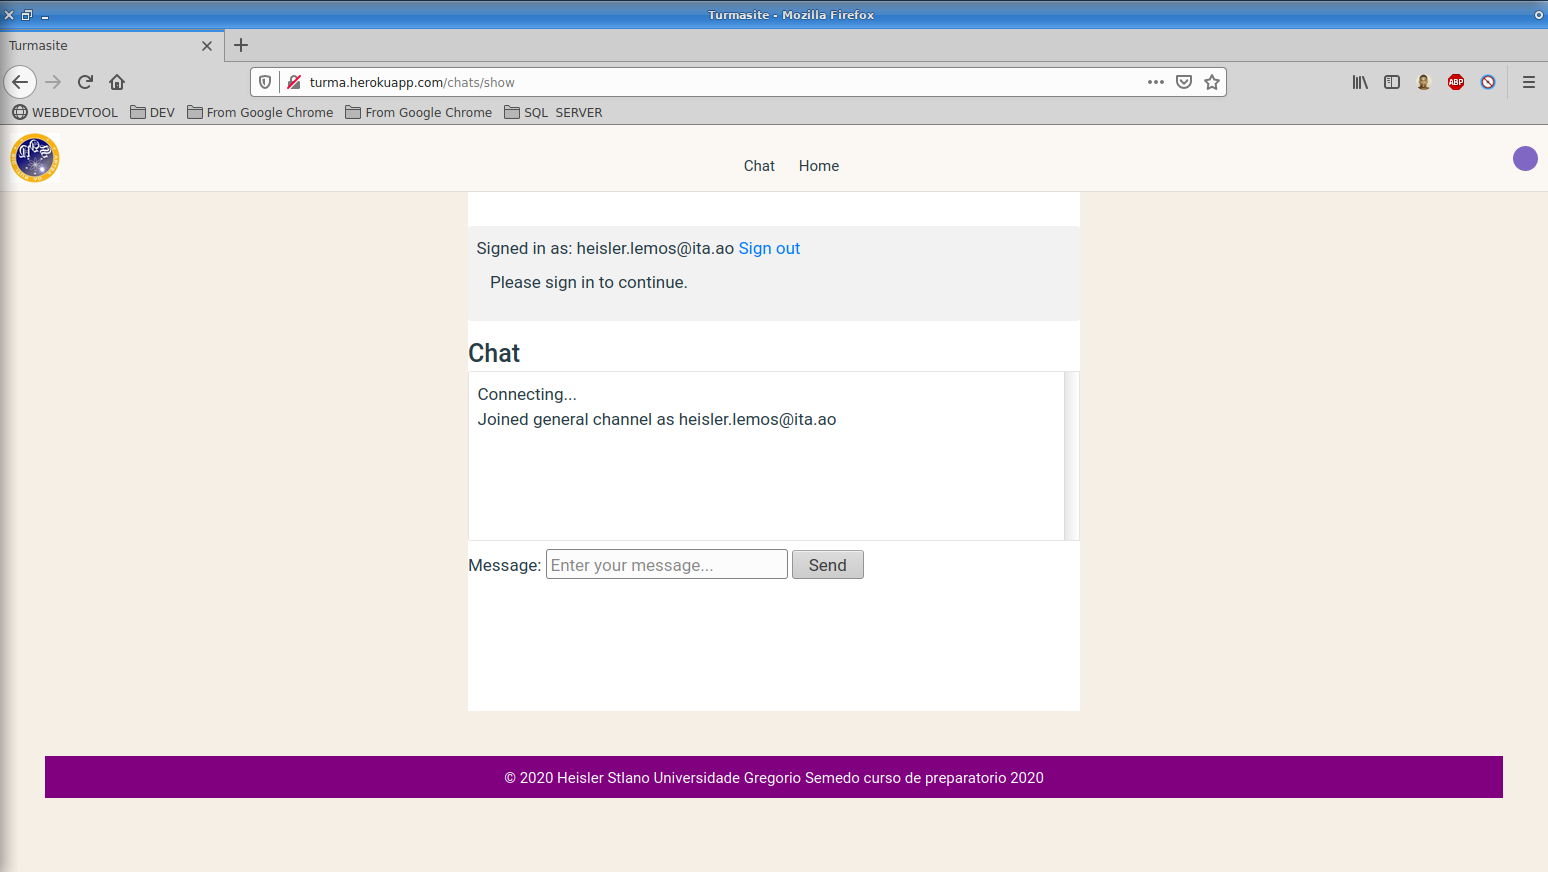 Turmasite - Mozilla Firefox
Turmasite
turma.herokuapp.com/chats/show
ABP
WEBDEVTOOL DEV From Google Chrome From Google Chrome SQL SERVER
Chat Home
Signed in as: heisler.lemos@ita.ao Sign out
Please sign in to continue.
Chat
Connecting...
Joined general channel as heisler.lemos@ita.ao
Message: Enter your message... Send
© 2020 Heisler Stlano Universidade Gregorio Semedo curso de preparatorio 2020